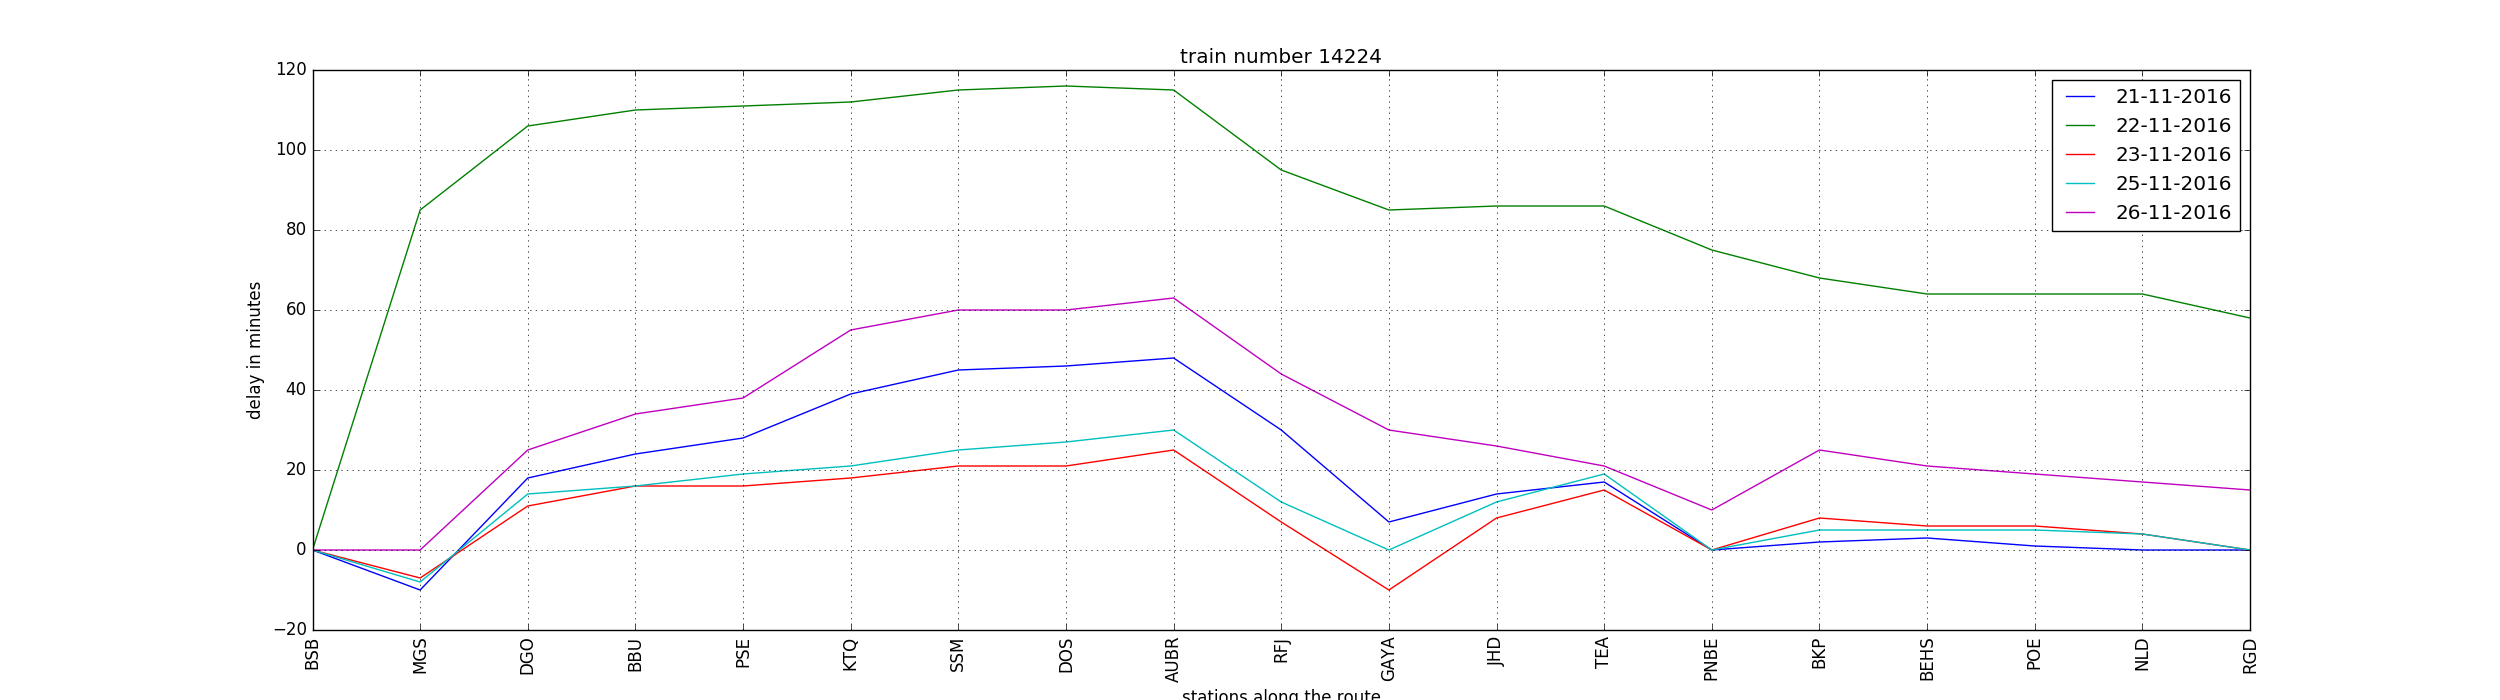 train number 14224
120
100
80
60
40
20
0
−20
delay in minutes
21-11-2016
22-11-2016
23-11-2016
25-11-2016
26-11-2016
BSB
MGS
DGO
BBU
PSE
KTQ
SSM
DOS
AUBR
RFJ
GAYA
JHD
TEA
PNBE
BKP
BEHS
POE
NLD
RGD
stations along the route